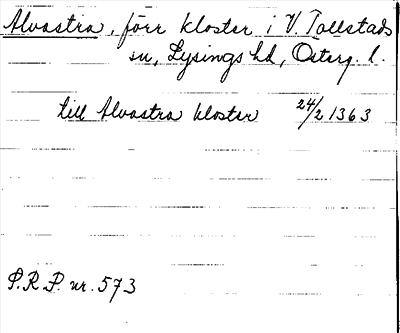 Alvastra, förr kloster i V. Tollstads
sn, Lysings hd, Österg. l.
till Alvastra kloster 24/2 1363
P.R.P. nr. 573